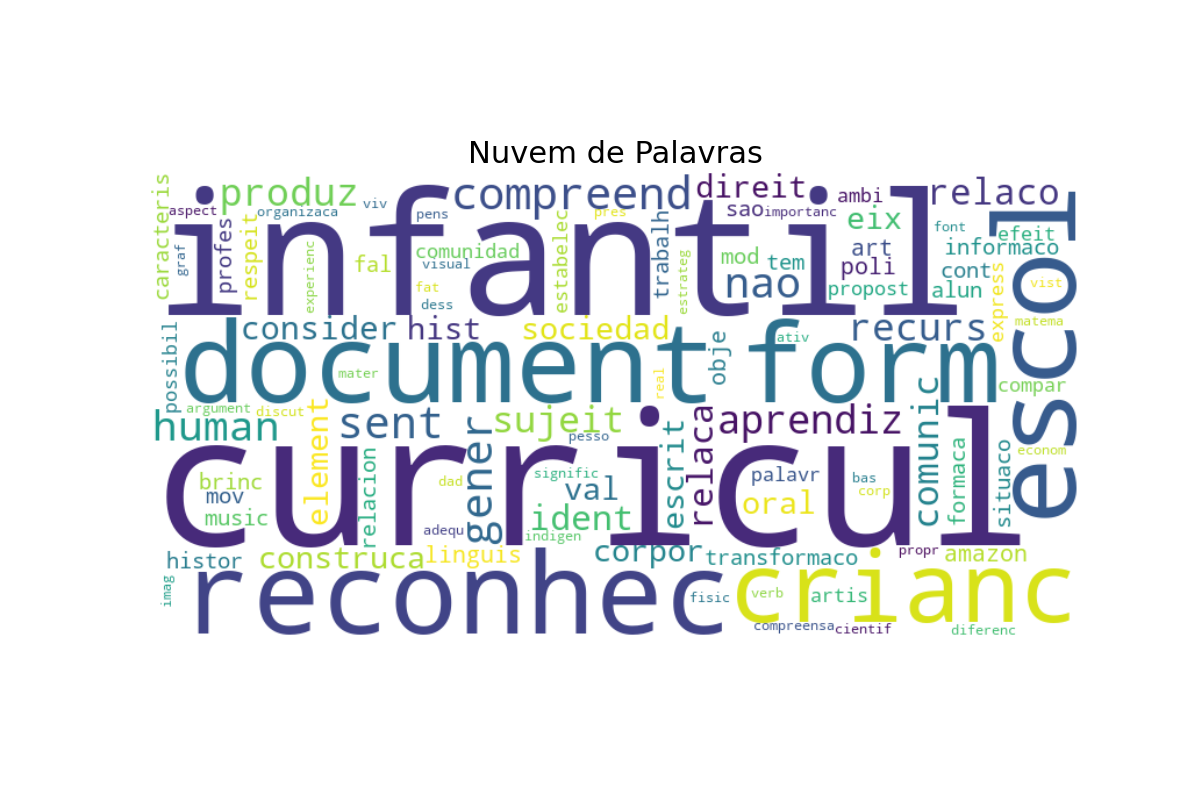 Nuvem de Palavras
infantil
curricul
document
form
escol
reconhec
crianc
produz
compreend
direit
ambi
relaco
caracteris
aspect
organizaca
viv
pens
pres
sao
importanc
eix
font
efeit
graf
profes
respeit
experienc
fal
comunidad
visual
fat
dess
estabelec
trabalh
estrateg
mod
tem
nao
art
poli
propost
informaco
cont
alun
express
vist
matema
possibil
consider
hist
sociedad
obje
ativ
recurs
mater
real
compar
argument
discut
human
element
sent
sujeit
pesso
gener
escrit
relaca
aprendiz
comunic
formaca
situaco
econom
brinc
mov
music
relacion
dad
signific
val
ident
indigen
adequ
palavr
oral
bas
corp
histor
construca
linguis
corpor
transformaco
propr
amazon
imag
fisic
verb
artis
compreensa
cientif
diferenc